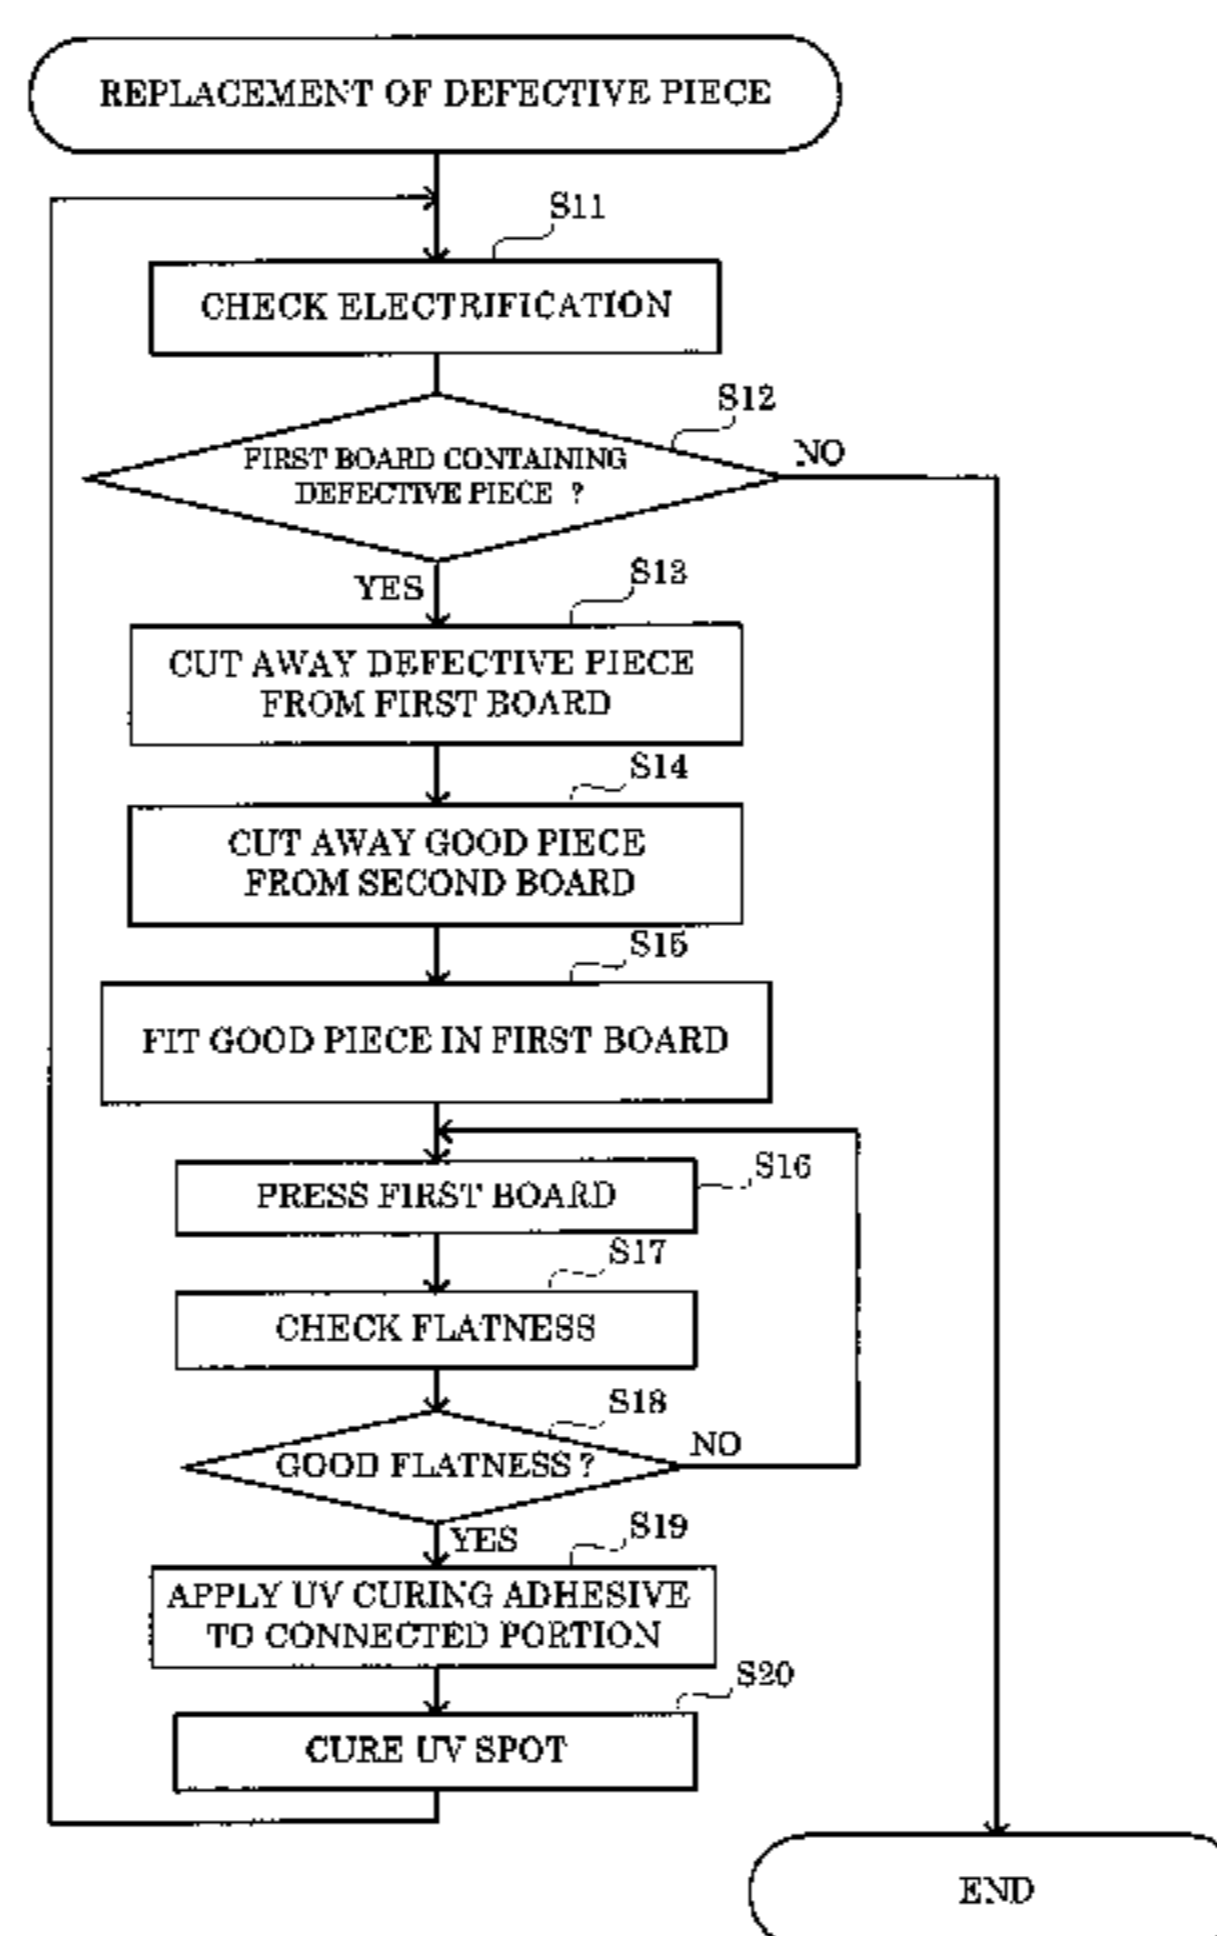 REPLACEMENT OF DEFECTIVE PIECE
S11
CHECK ELECTRIFICATION
S12
FIRST BOARD CONTAINING
DEFECTIVE PIECE ?
NO
YES
S13
CUT AWAY DEFECTIVE PIECE
FROM FIRST BOARD
S14
CUT AWAY GOOD PIECE
FROM SECOND BOARD
S15
FIT GOOD PIECE IN FIRST BOARD
S16
PRESS FIRST BOARD
S17
CHECK FLATNESS
S18
GOOD FLATNESS ?
NO
YES
S19
APPLY UV CURING ADHESIVE
TO CONNECTED PORTION
S20
CURE UV SPOT
END